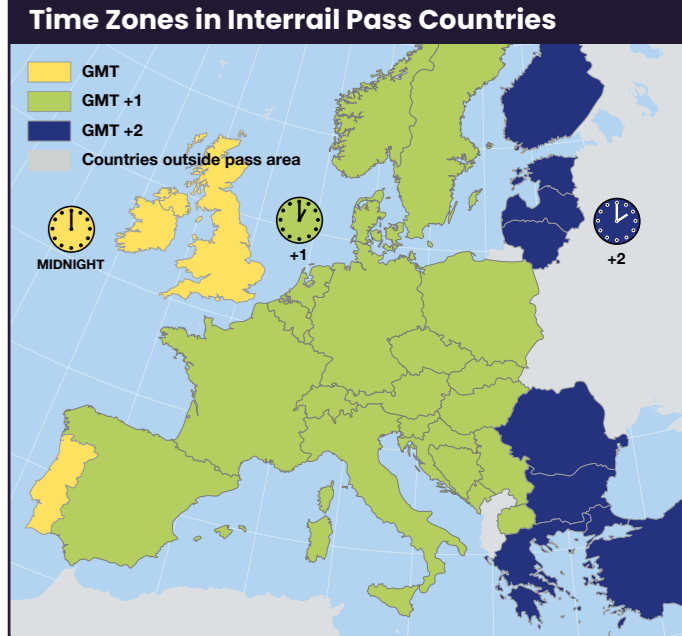 Time Zones in Interrail Pass Countries
GMT
GMT +1
GMT +2
Countries outside pass area
MIDNIGHT
+1
+2